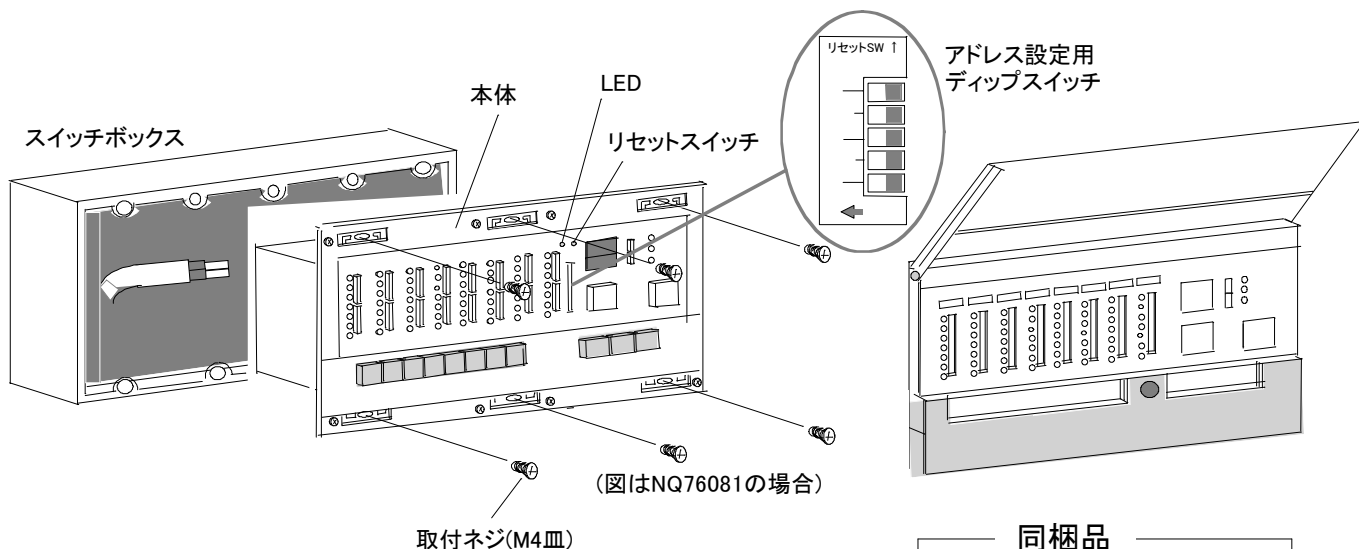 リセットSW ↑
アドレス設定用
ディップスイッチ
LED
本体
スイッチボックス
リセットスイッチ
(図はNQ76081の場合)
取付ネジ(M4皿)
同梱品